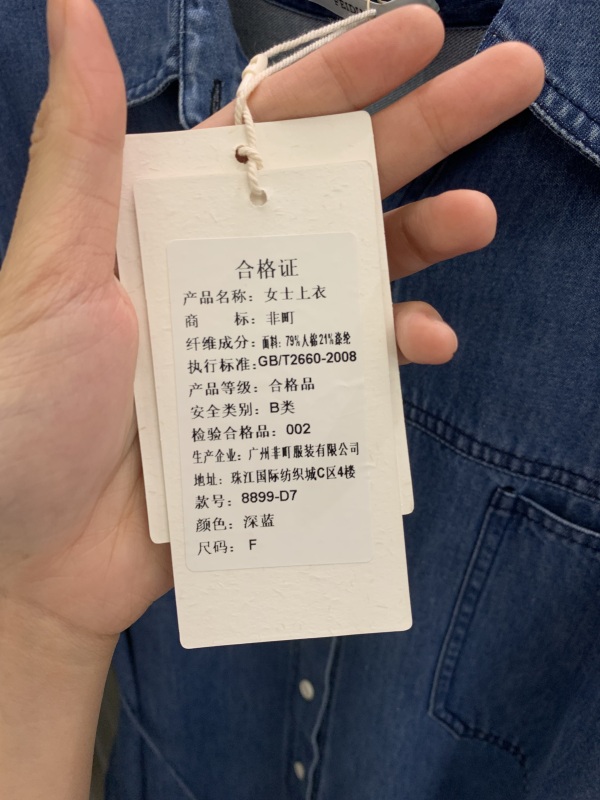 合格证
产品名称：女士上衣
商 标：非町
纤维成分：面料：79%人棉21%涤纶
执行标准：GB/T2660-2008
产品等级：合格品
安全类别：B类
检验合格品：002
生产企业：广州非町服装有限公司
地址：珠江国际纺织城C区4楼
款号：8899-D7
颜色：深蓝
尺码：F